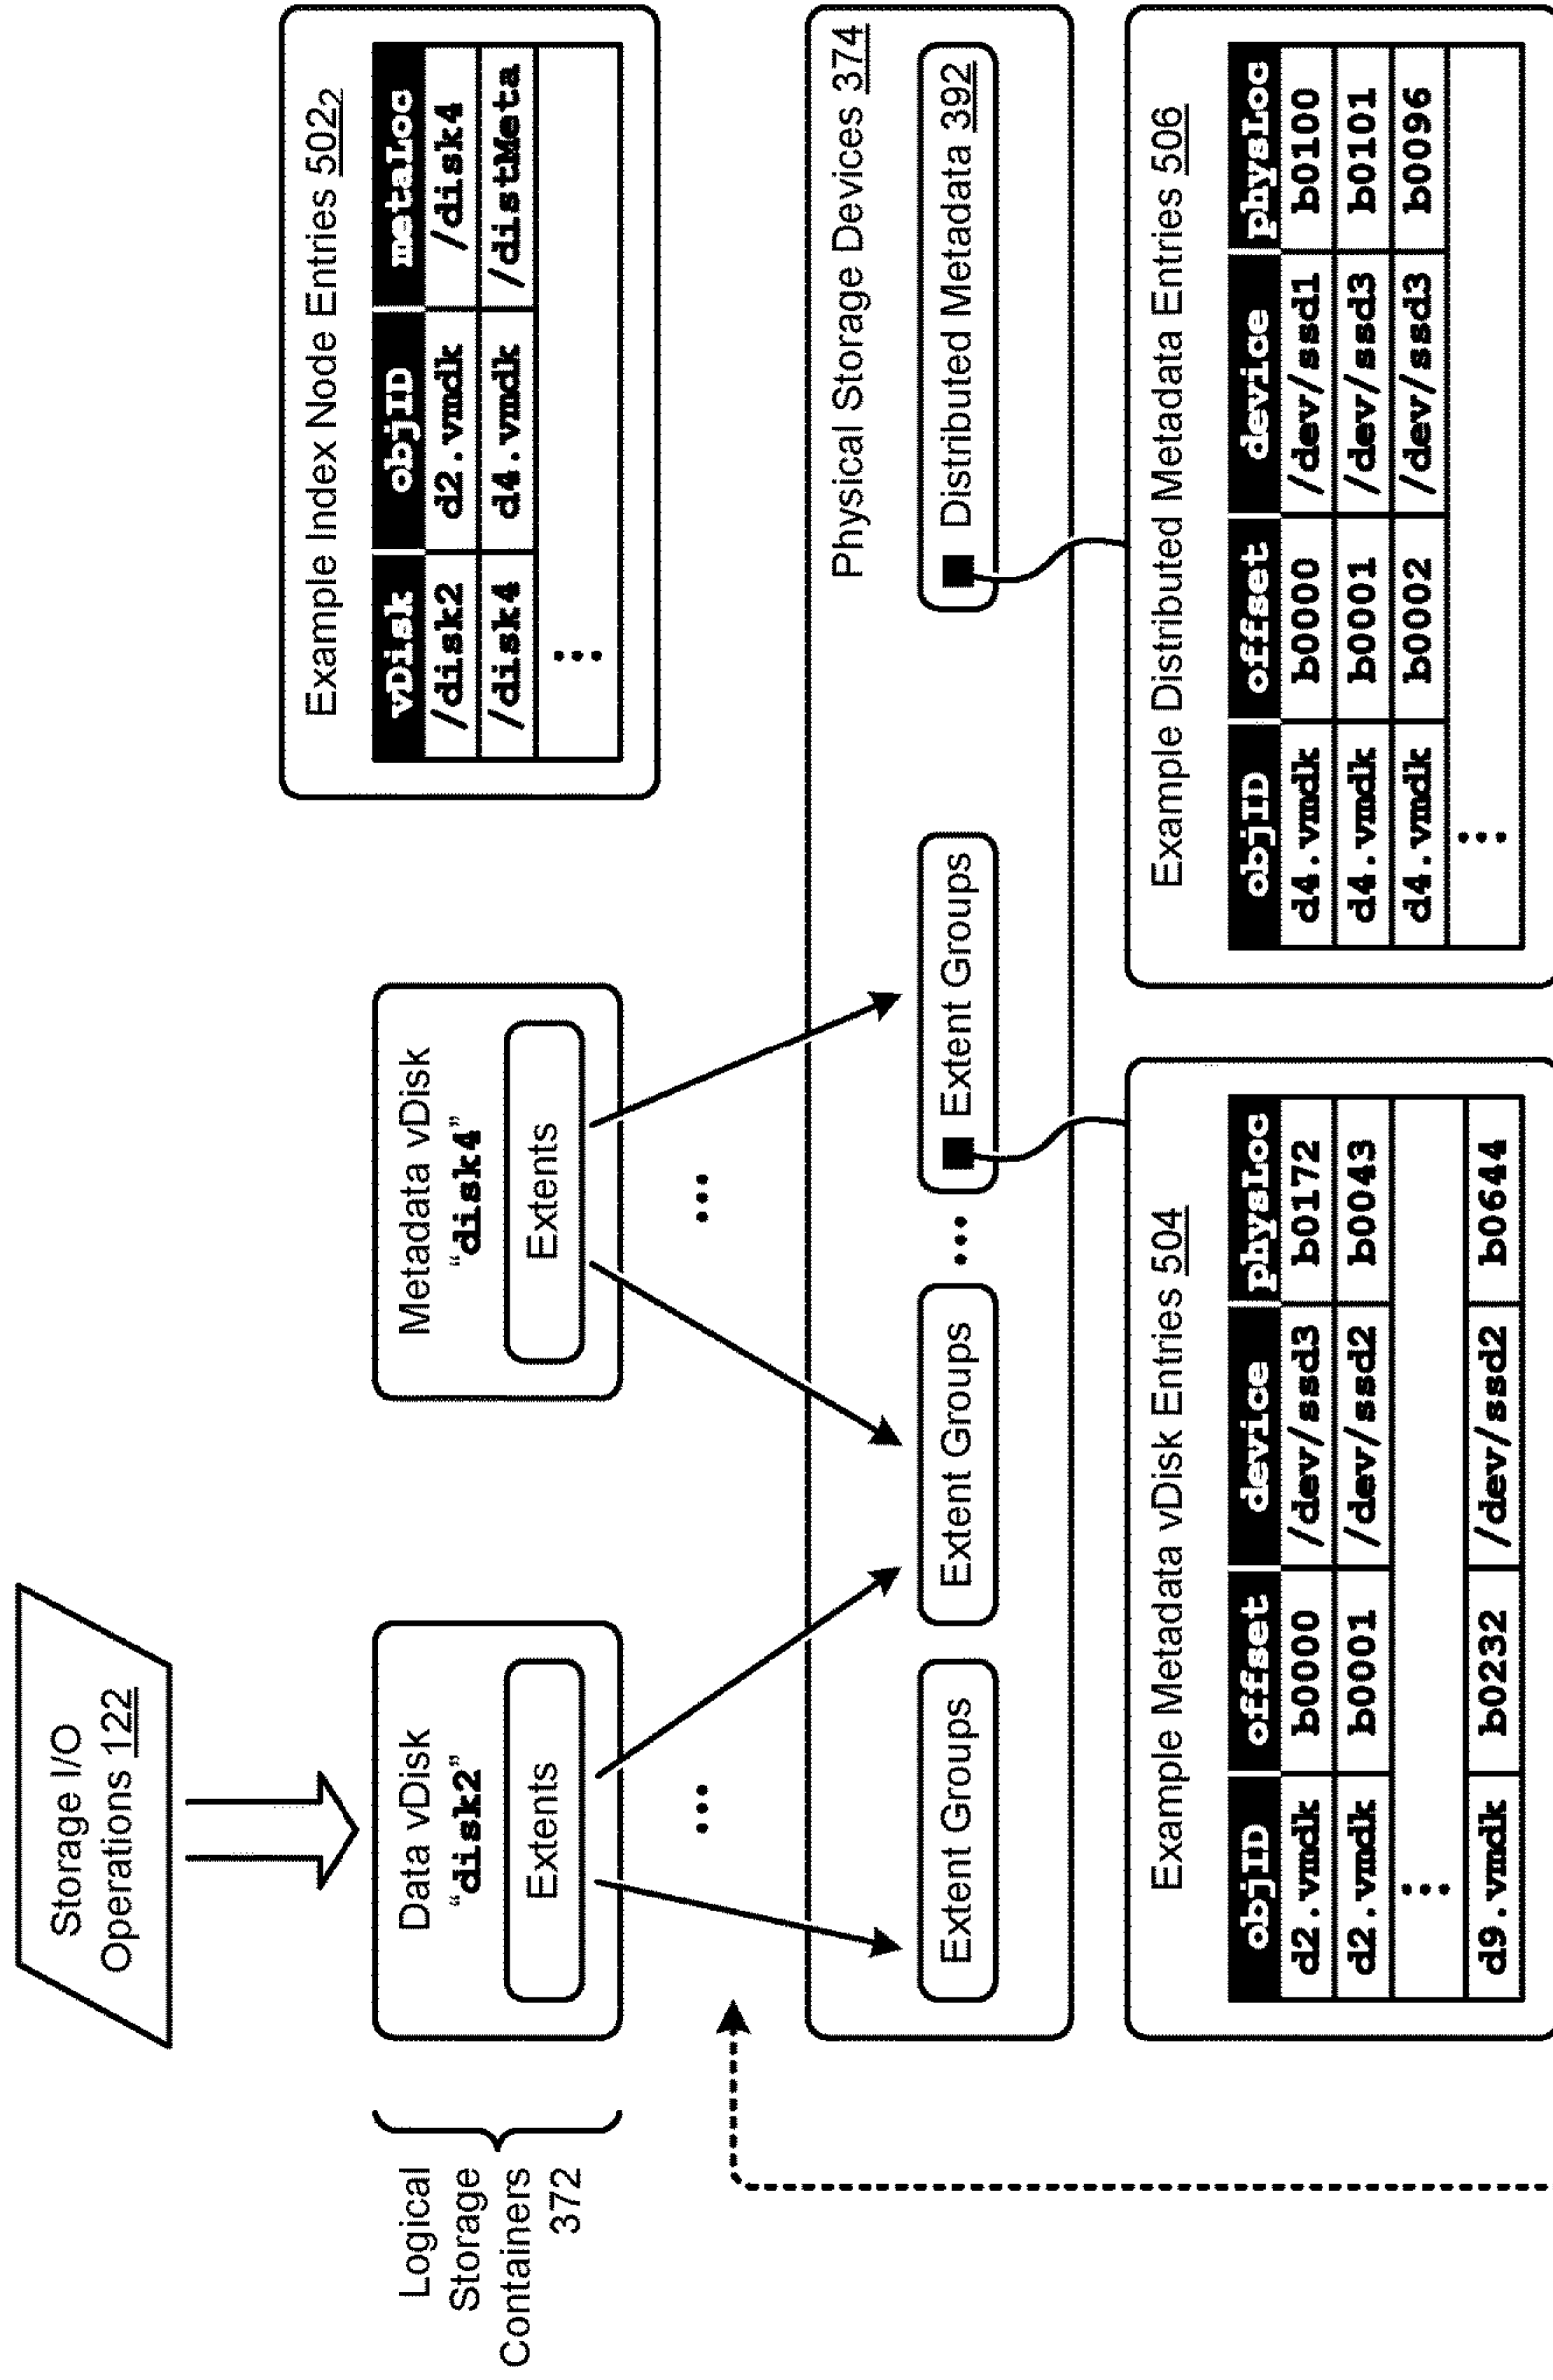 Storage I/O
Operations 122
Logical
Storage
Containers
372
Data vDisk
“disk2”
Extents
Metadata vDisk
“disk4”
Extents
Example Index Node Entries 502₂
vDisk objID metaLoc
/disk2 d2.vmdk /disk4
/disk4 d4.vmdk /distMeta
⋮
...
...
Physical Storage Devices 374
Extent Groups
Extent Groups
...
Extent Groups
Distributed Metadata 392
Example Metadata vDisk Entries 504
objID offset device physLoc
d2.vmdk b0000 /dev/ssd3 b0172
d2.vmdk b0001 /dev/ssd2 b0043
⋮
d9.vmdk b0232 /dev/ssd2 b0644
Example Distributed Metadata Entries 506
objID offset device physLoc
d4.vmdk b0000 /dev/ssd1 b0100
d4.vmdk b0001 /dev/ssd3 b0101
d4.vmdk b0002 /dev/ssd3 b0096
⋮